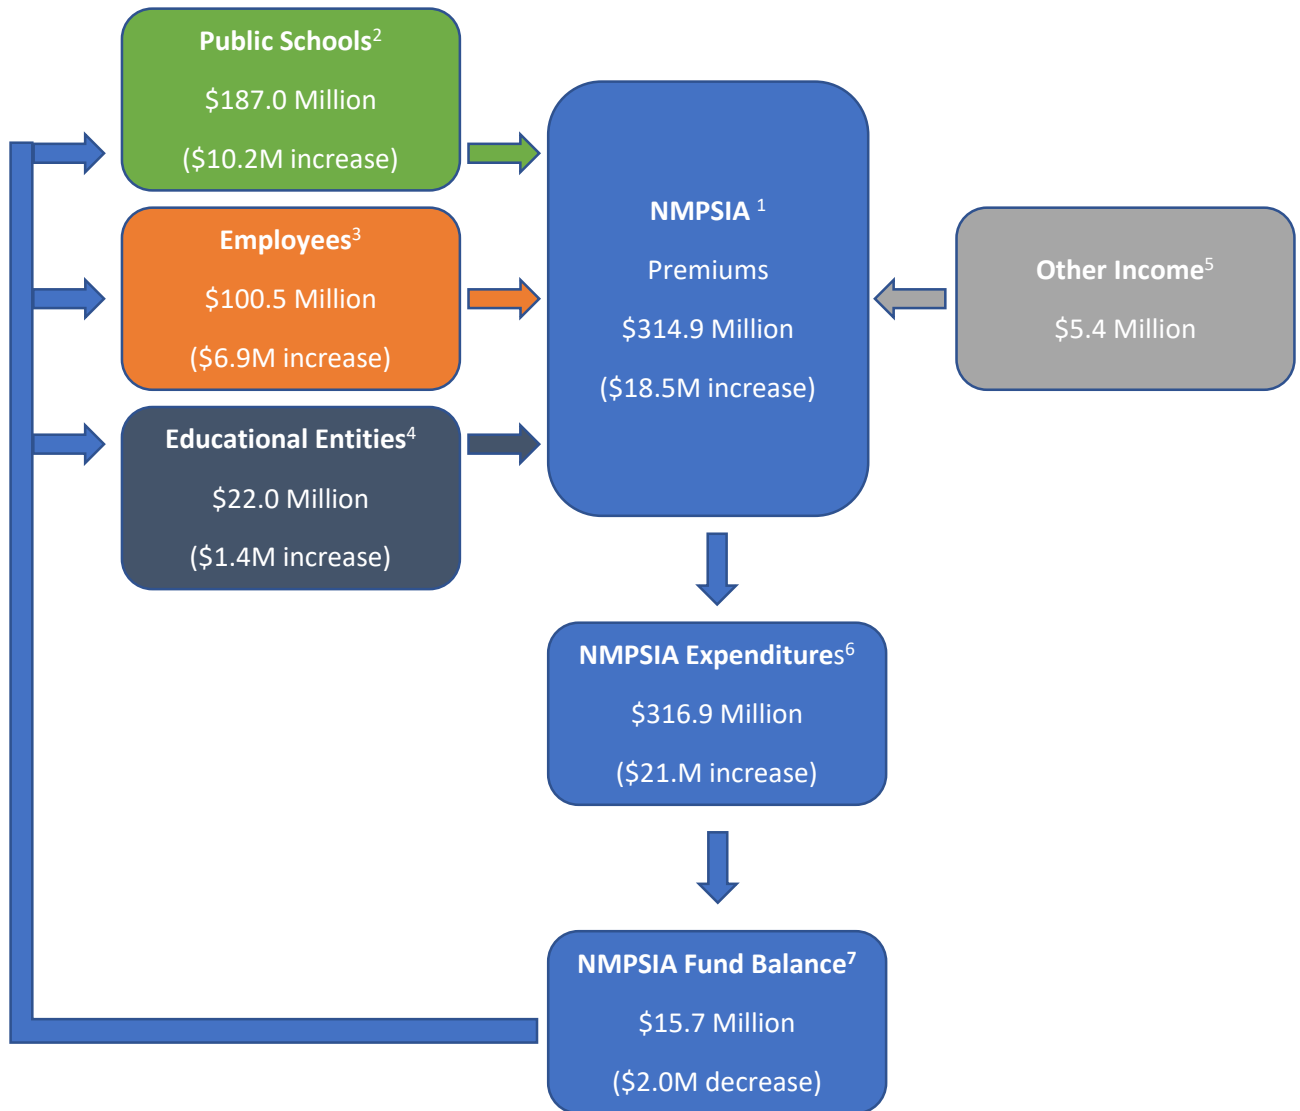 Public Schools²
$187.0 Million
($10.2M increase)
Employees³
$100.5 Million
($6.9M increase)
Educational Entities⁴
$22.0 Million
($1.4M increase)
NMPSIA ¹
Premiums
$314.9 Million
($18.5M increase)
Other Income⁵
$5.4 Million
NMPSIA Expenditures⁶
$316.9 Million
($21.M increase)
NMPSIA Fund Balance⁷
$15.7 Million
($2.0M decrease)